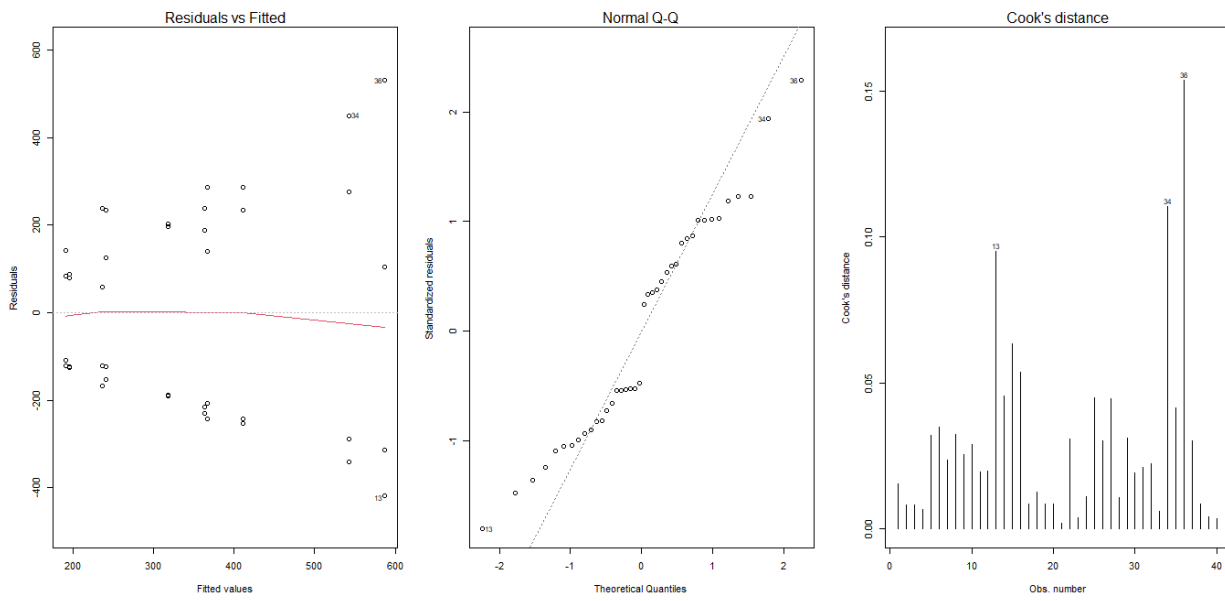 Residuals vs Fitted
600
400
200
0
-200
-400
Residuals
36
34
13
200 300 400 500 600
Fitted values
Normal Q-Q
2
1
0
-1
Standardized residuals
36
34
13
-2 -1 0 1 2
Theoretical Quantiles
Cook's distance
0.15
0.10
0.05
0.00
Cook's distance
36
34
13
0 10 20 30 40
Obs. number